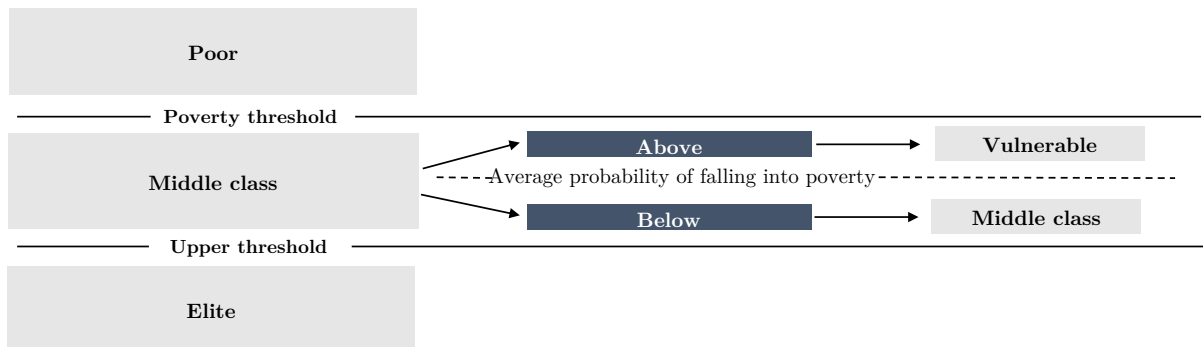 Poor
Poverty threshold
Above
Vulnerable
Middle class
Average probability of falling into poverty
Below
Middle class
Upper threshold
Elite